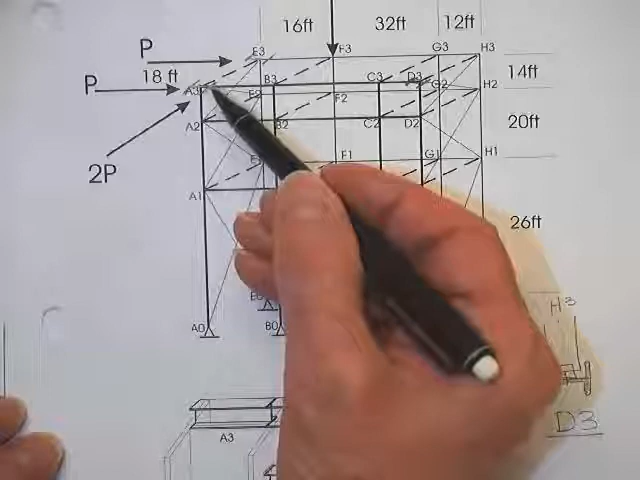 16ft 32ft 12ft
P E3 F3 G3 H3
18 ft B3 C3 D3 14ft
P A3 E2 F2 G2 H2
A2 B2 C2 D2 20ft
2P F1 G1 H1
A1
26ft
E0
A0 B0
H3
A3
D3